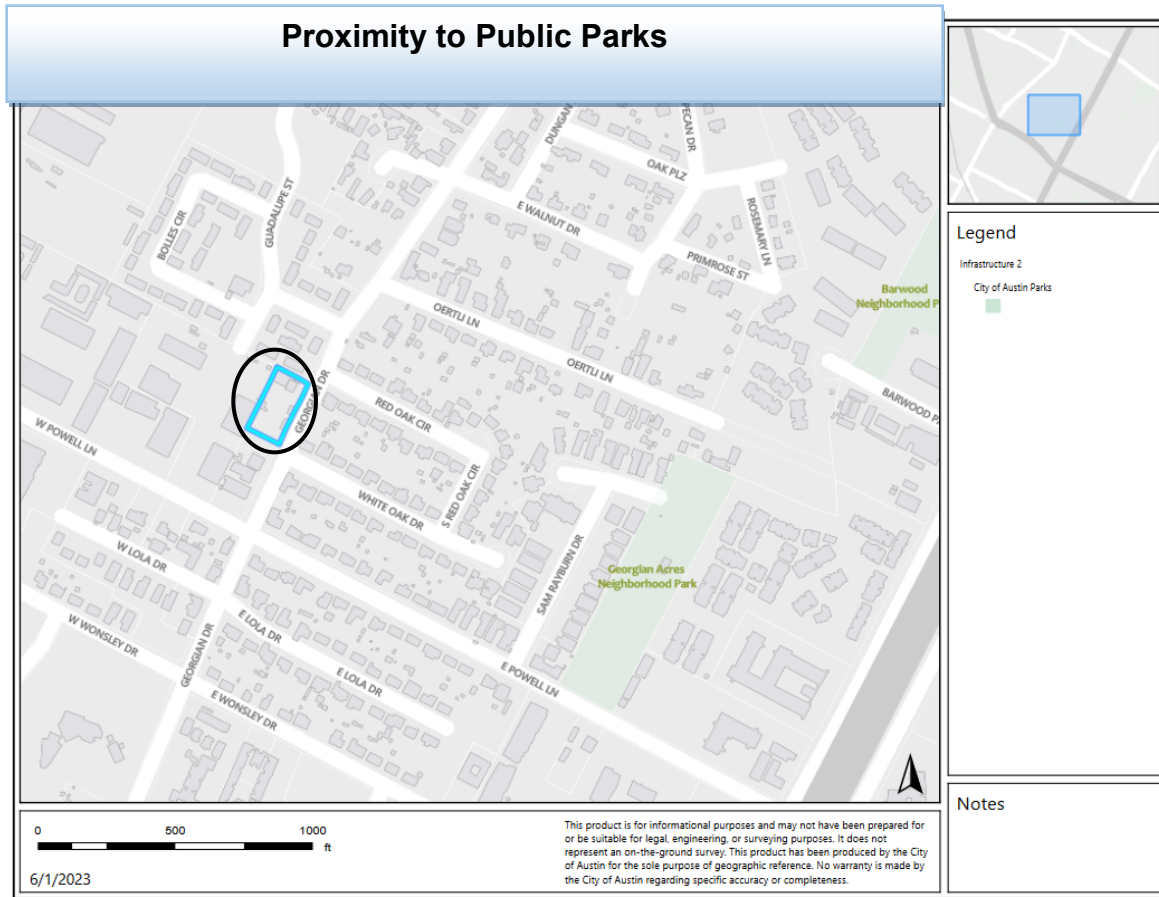 Proximity to Public Parks
DUNGAN
PECAN DR
OAK PLZ
GUADALUPE ST
BOLLES CIR
E WALNUT DR
ROSEMARY LN
PRIMROSE ST
Barwood
Neighborhood P
OERTLI LN
OERTLI LN
BARWOOD P
GEORGIAN DR
RED OAK CIR
W POWELL LN
S RED OAK CIR
WHITE OAK DR
W LOLA DR
SAM RAYBURN DR
Georgian Acres
Neighborhood Park
W WONSLEY DR
E LOLA DR
GEORGIAN DR
E LOLA DR
E POWELL LN
E WONSLEY DR
Legend
Infrastructure 2
City of Austin Parks
Notes
0 500 1000
ft
6/1/2023
This product is for informational purposes and may not have been prepared for
or be suitable for legal, engineering, or surveying purposes. It does not
represent an on-the-ground survey. This product has been produced by the City
of Austin for the sole purpose of geographic reference. No warranty is made by
the City of Austin regarding specific accuracy or completeness.